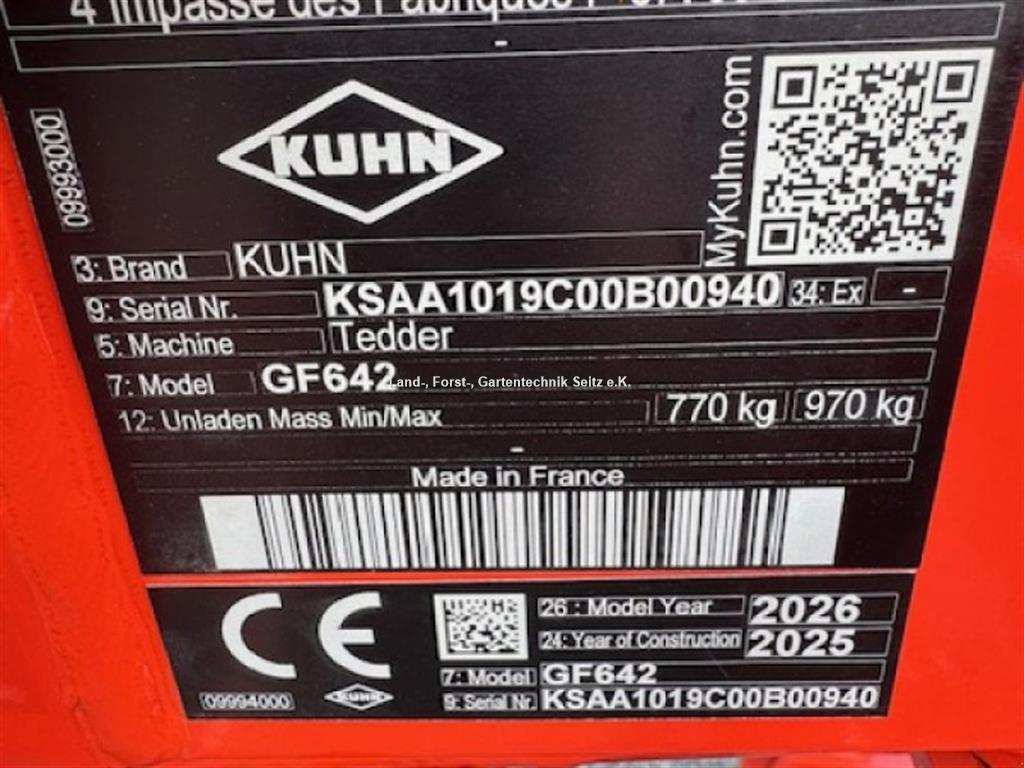 4 Impasse des Fabriques
-
09993000
KUHN
MyKuhn.com
3: Brand KUHN
9: Serial Nr. KSAA1019C00B00940 34: Ex -
5: Machine Tedder
7: Model GF642
Land-, Forst-, Gartentechnik Seitz e.K.
12: Unladen Mass Min/Max 770 kg 970 kg
-
Made in France
CE
26 : Model Year 2026
24: Year of Construction 2025
7: Model GF642
9: Serial Nr. KSAA1019C00B00940
09994000
KUHN